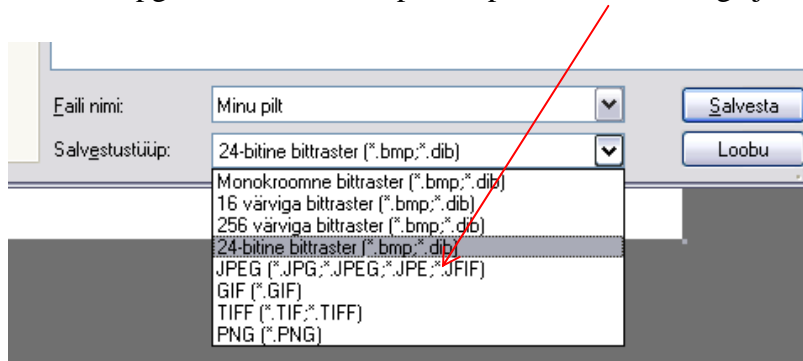 Faili nimi: Minu pilt Salvesta
Salvestustüüp: 24-bitine bittraster (*.bmp;*.dib) Loobu
Monokroomne bittraster (*.bmp;*.dib)
16 värviga bittraster (*.bmp;*.dib)
256 värviga bittraster (*.bmp;*.dib)
24-bitine bittraster (*.bmp;*.dib)
JPEG (*.JPG;*.JPEG;*.JPE;*.JFIF)
GIF (*.GIF)
TIFF (*.TIF;*.TIFF)
PNG (*.PNG)